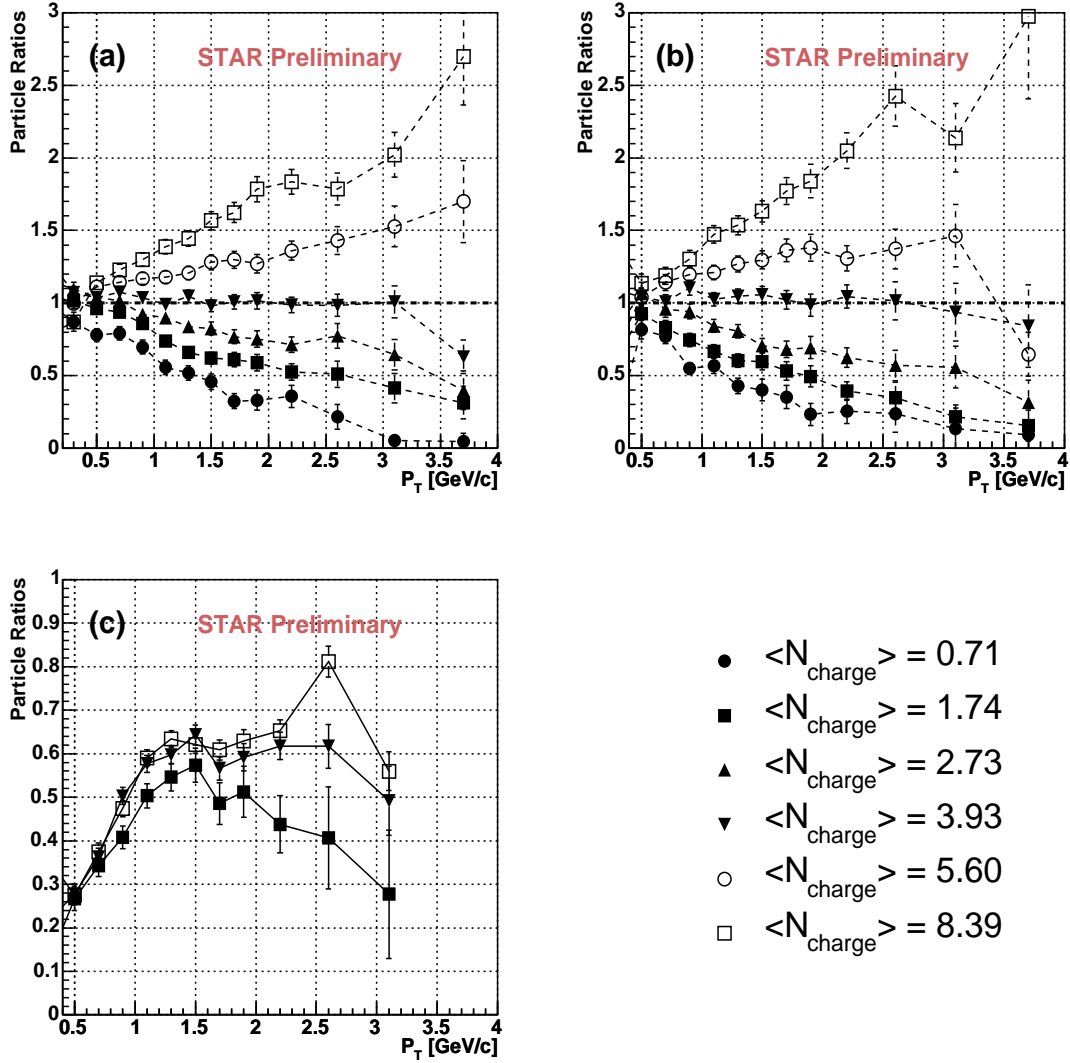 Particle Ratios
3
2.5
2
1.5
1
0.5
0
(a)
STAR Preliminary
0.5 1 1.5 2 2.5 3 3.5 4
P_T [GeV/c]
Particle Ratios
3
2.5
2
1.5
1
0.5
0
(b)
STAR Preliminary
0.5 1 1.5 2 2.5 3 3.5 4
P_T [GeV/c]
Particle Ratios
1
0.9
0.8
0.7
0.6
0.5
0.4
0.3
0.2
0.1
0
(c)
STAR Preliminary
0.5 1 1.5 2 2.5 3 3.5 4
P_T [GeV/c]
<N_charge> = 0.71
<N_charge> = 1.74
<N_charge> = 2.73
<N_charge> = 3.93
<N_charge> = 5.60
<N_charge> = 8.39